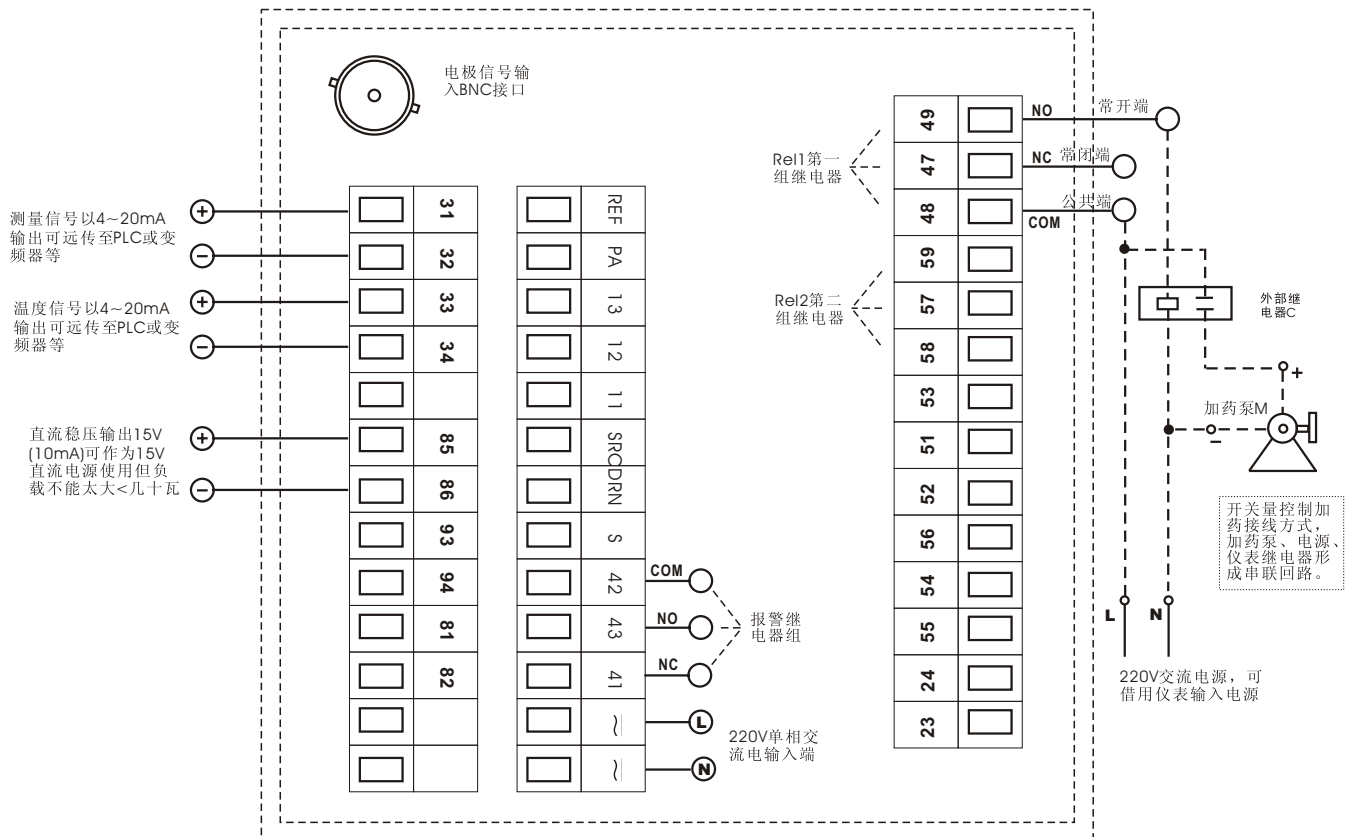 电极信号输
入BNC接口
测量信号以4~20mA
输出可远传至PLC或变
频器等
温度信号以4~20mA
输出可远传至PLC或变
频器等
直流稳压输出15V
(10mA)可作为15V
直流电源使用但负
载不能太大<几十瓦
+
−
+
−
+
−
31
32
33
34
85
86
93
94
81
82
REF
PA
13
12
11
SRCDRN
S
42
43
41
~
~
COM
NO
NC
报警继
电器组
L
N
220V单相交
流电输入端
Rel1第一
组继电器
Rel2第二
组继电器
49
47
48
59
57
58
53
51
52
56
54
55
24
23
NO
常开端
NC
常闭端
公共端
COM
外部继
电器C
+
加药泵M
−
开关量控制加
药接线方式，
加药泵、电源、
仪表继电器形
成串联回路。
L
N
220V交流电源，可
借用仪表输入电源